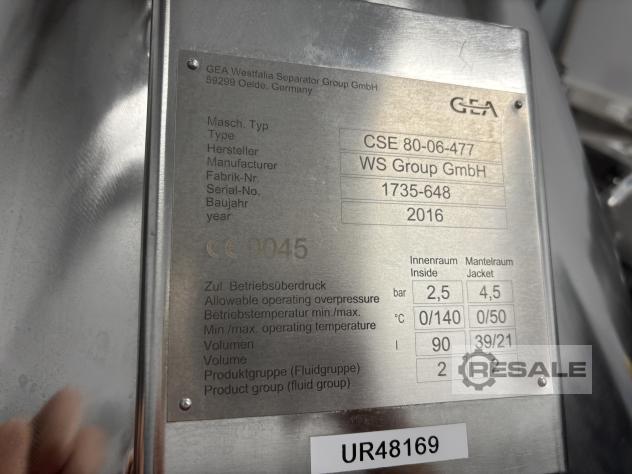 GEA Westfalia Separator Group GmbH
59299 Oelde, Germany
GEA
Masch. Typ
Type
CSE 80-06-477
Hersteller
Manufacturer
WS Group GmbH
Fabrik-Nr.
Serial-No.
1735-648
Baujahr
year
2016
CE 0045
Innenraum Mantelraum
Inside Jacket
Zul. Betriebsüberdruck
Allowable operating overpressure bar 2,5 4,5
Betriebstemperatur min./max.
Min./max. operating temperature °C 0/140 0/50
Volumen
Volume l 90 39/21
Produktgruppe (Fluidgruppe)
Product group (fluid group) 2
RESALE
UR48169